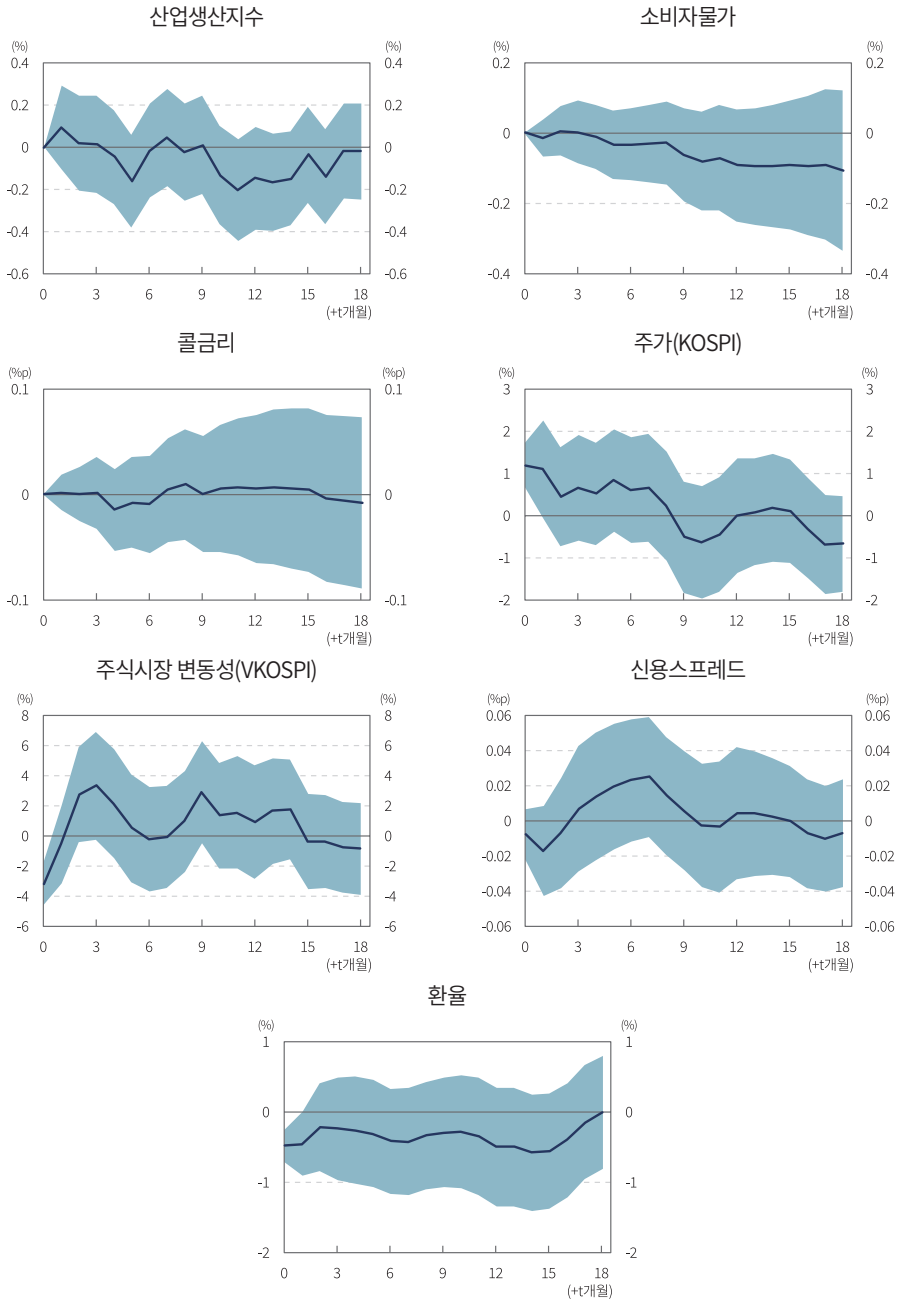 산업생산지수 소비자물가
(%) (%) (%) (%)
0.4 0.4 0.2 0.2
0.2 0.2
0 0 0 0
-0.2 -0.2 -0.2 -0.2
-0.4 -0.4
-0.6 -0.6 -0.4 -0.4
0 3 6 9 12 15 18 0 3 6 9 12 15 18
(+t개월) (+t개월)
콜금리 주가(KOSPI)
(%p) (%p) (%) (%)
0.1 0.1 3 3
2 2
1 1
0 0 0 0
-1 -1
-0.1 -0.1 -2 -2
0 3 6 9 12 15 18 0 3 6 9 12 15 18
(+t개월) (+t개월)
주식시장 변동성(VKOSPI) 신용스프레드
(%) (%) (%p) (%p)
8 8 0.06 0.06
6 6 0.04 0.04
4 4 0.02 0.02
2 2 0 0
0 0 -0.02 -0.02
-2 -2 -0.04 -0.04
-4 -4
-6 -6 -0.06 -0.06
0 3 6 9 12 15 18 0 3 6 9 12 15 18
(+t개월) (+t개월)
환율
(%) (%)
1 1
0 0
-1 -1
-2 -2
0 3 6 9 12 15 18
(+t개월)